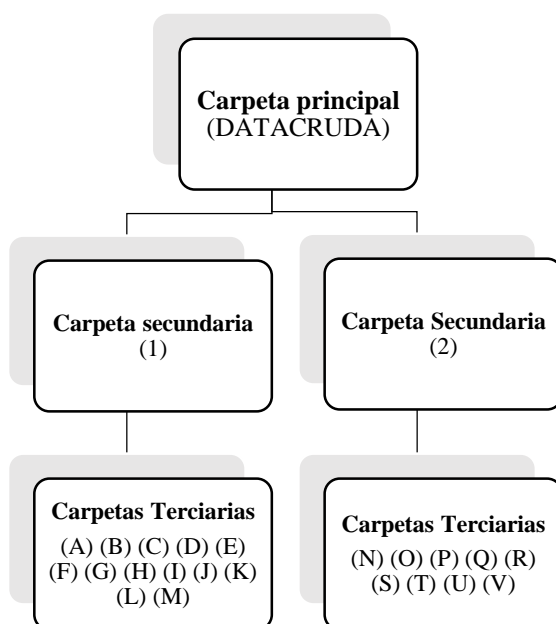 Carpeta principal
(DATACRUDA)
Carpeta secundaria
(1)
Carpeta Secundaria
(2)
Carpetas Terciarias
(A) (B) (C) (D) (E)
(F) (G) (H) (I) (J) (K)
(L) (M)
Carpetas Terciarias
(N) (O) (P) (Q) (R)
(S) (T) (U) (V)